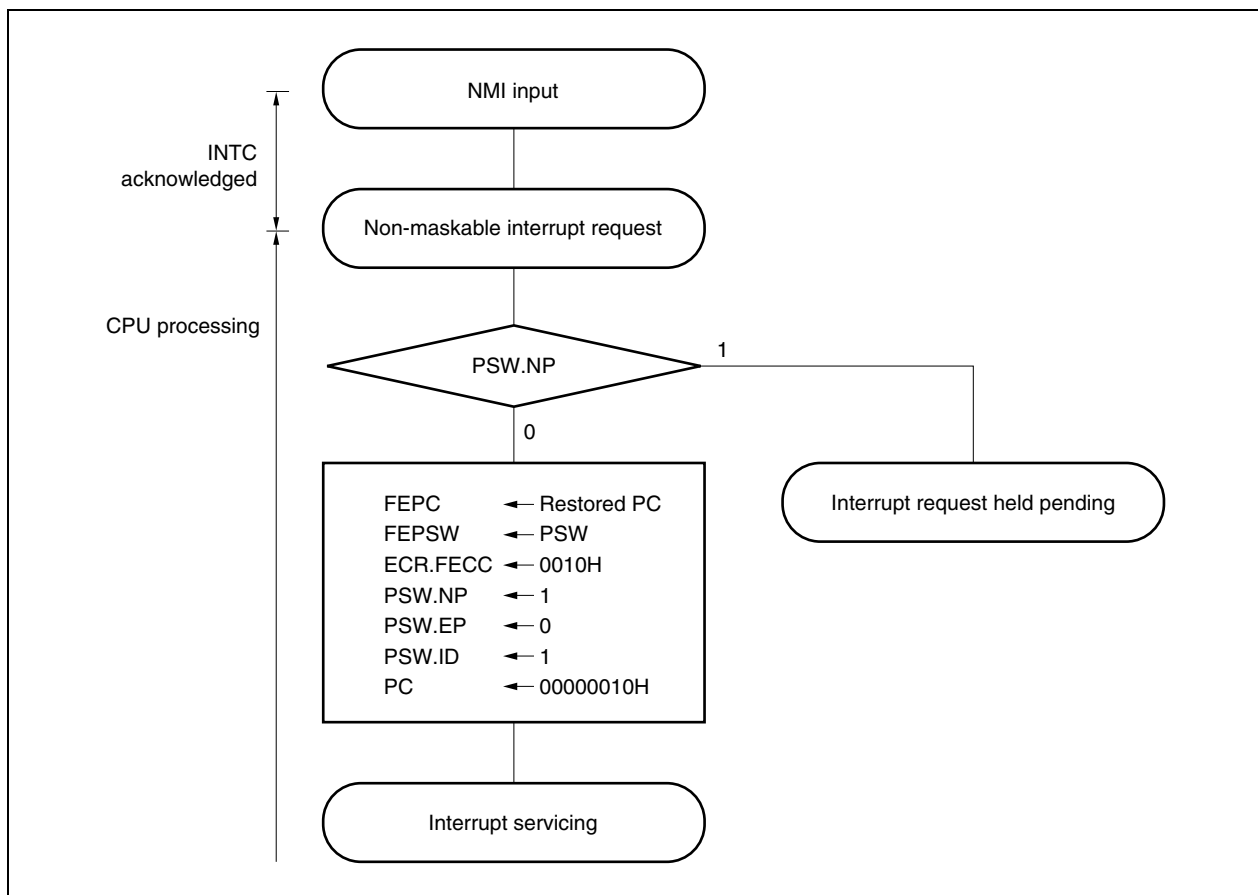 NMI input
INTC
acknowledged
Non-maskable interrupt request
CPU processing
PSW.NP
1
0
FEPC ← Restored PC
FEPSW ← PSW
ECR.FECC ← 0010H
PSW.NP ← 1
PSW.EP ← 0
PSW.ID ← 1
PC ← 00000010H
Interrupt request held pending
Interrupt servicing